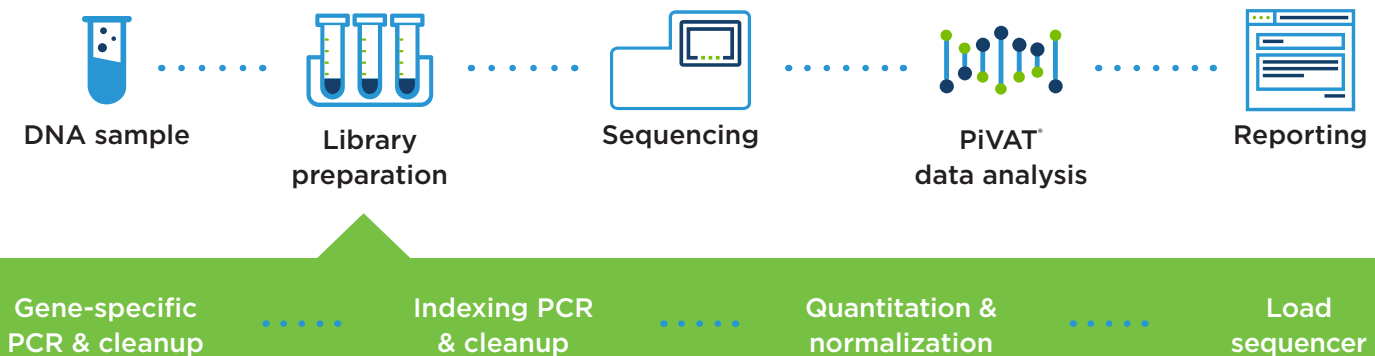 DNA sample
Library
preparation
Sequencing
PiVAT®
data analysis
Reporting
Gene-specific
PCR & cleanup
Indexing PCR
& cleanup
Quantitation &
normalization
Load
sequencer